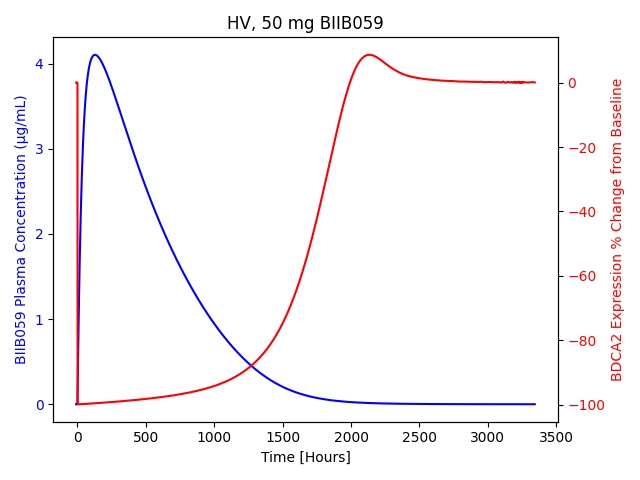 HV, 50 mg BIIB059
BIIB059 Plasma Concentration (µg/mL)
4
3
2
1
0
0
−20
−40
−60
−80
−100
BDCA2 Expression % Change from Baseline
0 500 1000 1500 2000 2500 3000 3500
Time [Hours]